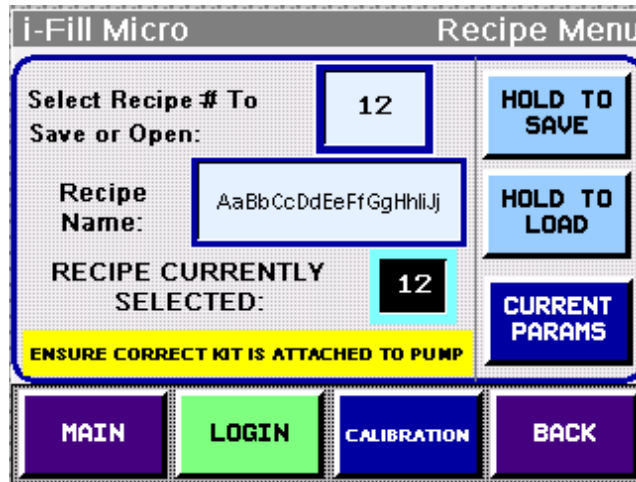 i-Fill Micro Recipe Menu
Select Recipe # To
Save or Open:
12
HOLD TO
SAVE
Recipe
Name:
AaBbCcDdEeFfGgHhIiJj
HOLD TO
LOAD
RECIPE CURRENTLY
SELECTED:
12
CURRENT
PARAMS
ENSURE CORRECT KIT IS ATTACHED TO PUMP
MAIN
LOGIN
CALIBRATION
BACK